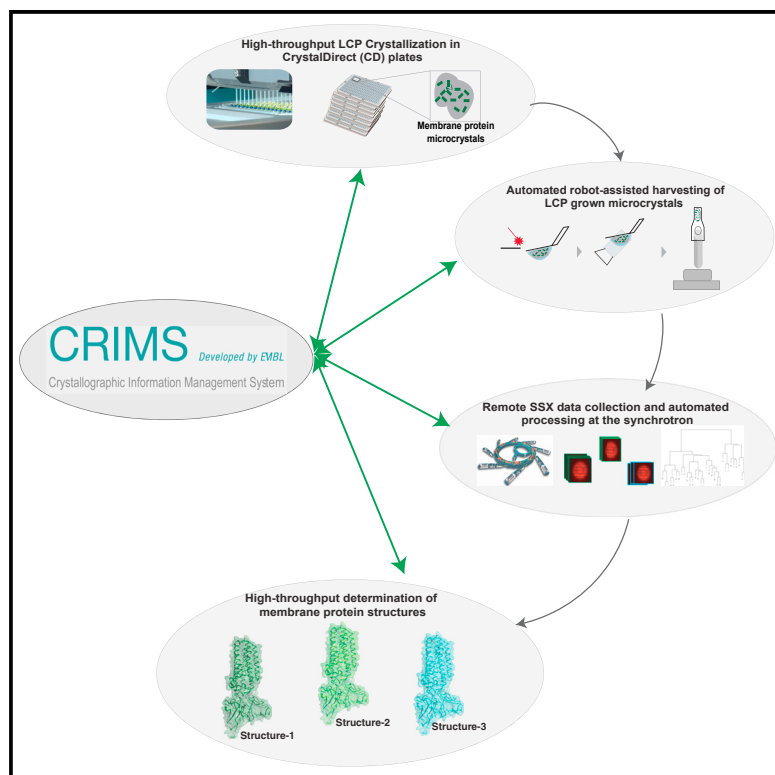 High-throughput LCP Crystallization in
CrystalDirect (CD) plates
Membrane protein
microcrystals
Automated robot-assisted harvesting of
LCP grown microcrystals
CRIMS Developed by EMBL
Crystallographic Information Management System
Remote SSX data collection and automated
processing at the synchrotron
High-throughput determination of
membrane protein structures
Structure-1
Structure-2
Structure-3